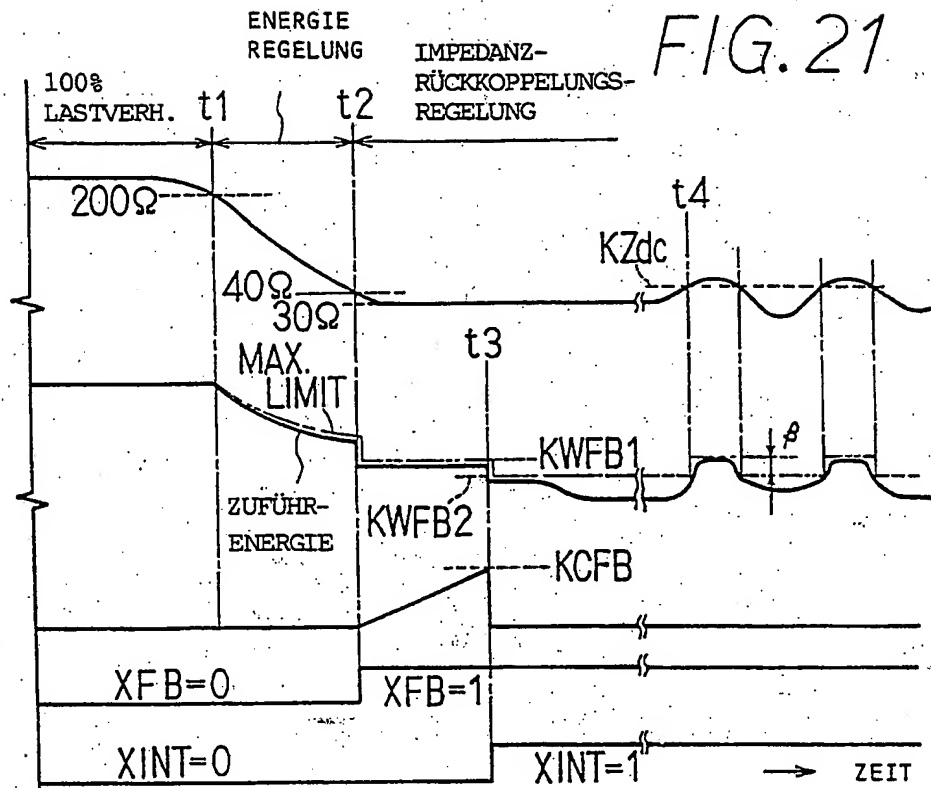 FIG. 21
ENERGIE
REGELUNG
IMPEDANZ-
RÜCKKOPPELUNGS-
REGELUNG
100%
LASTVERH.
t1
t2
200Ω
t4
KZdc
40Ω
30Ω
t3
MAX.
LIMIT
β
KWFB1
ZUFÜHR-
ENERGIE
KWFB2
KCFB
XFB=0
XFB=1
XINT=0
XINT=1
ZEIT